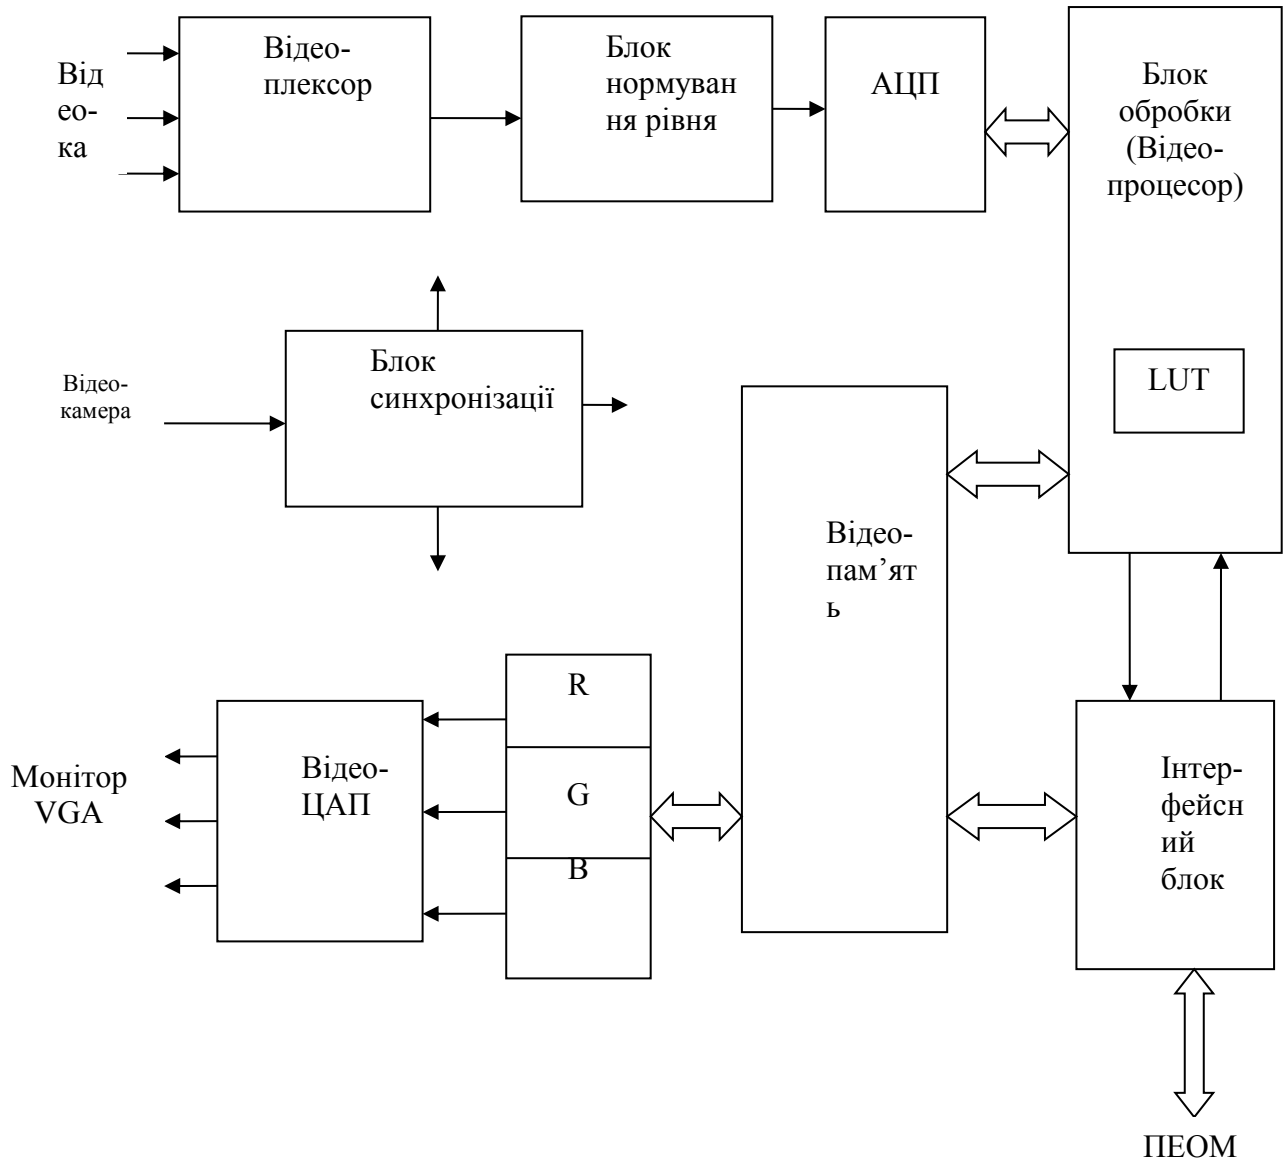 Від
ео-
ка
Відео-
плексор
Блок
нормуван
ня рівня
АЦП
Блок
обробки
(Відео-
процесор)
LUT
Відео-
камера
Блок
синхронізації
Відео-
пам’ят
ь
R
G
B
Відео-
ЦАП
Монітор
VGA
Інтер-
фейсн
ий
блок
ПЕОМ